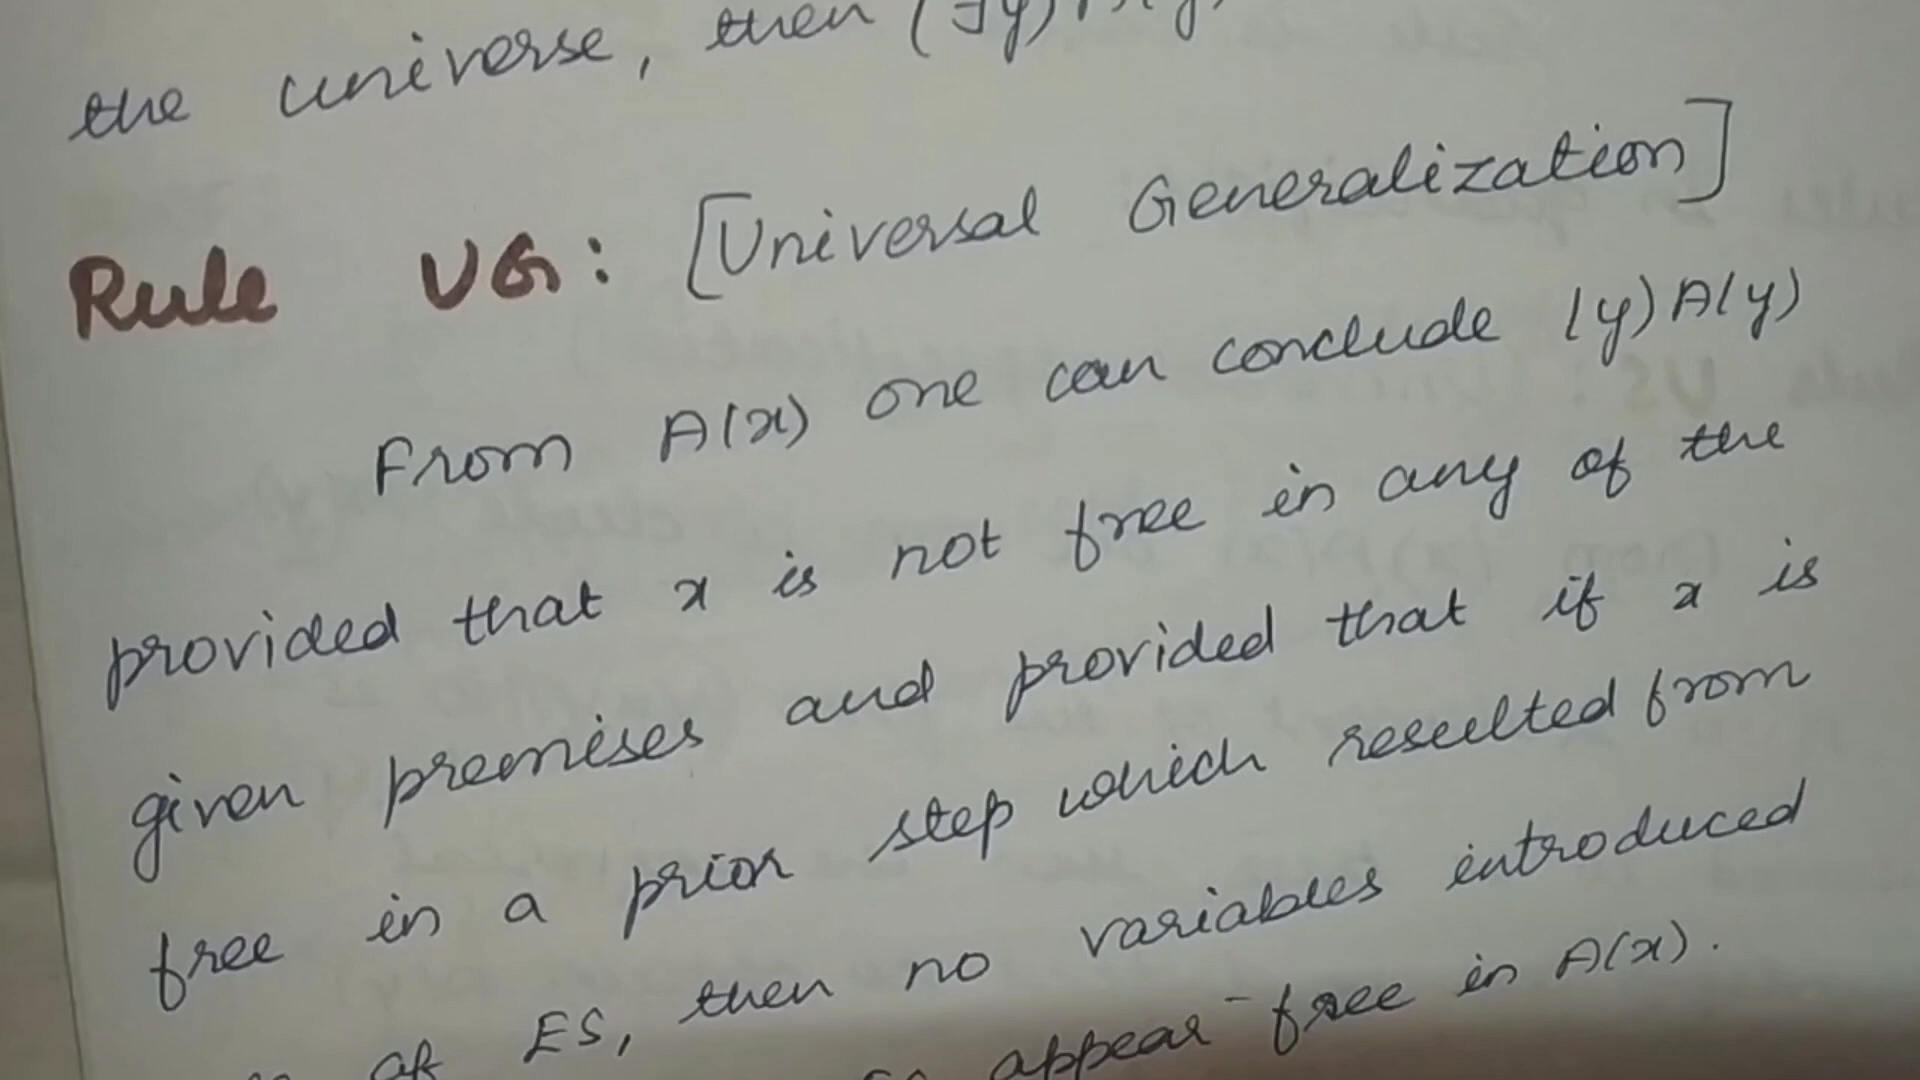 the universe, then (∃y)
Rule UG: [Universal Generalization]
From A(x) one can conclude (y)A(y)
provided that x is not free in any of the
given premises and provided that if x is
free in a prior step which resulted from
of ES, then no variables introduced
appear free in A(x).